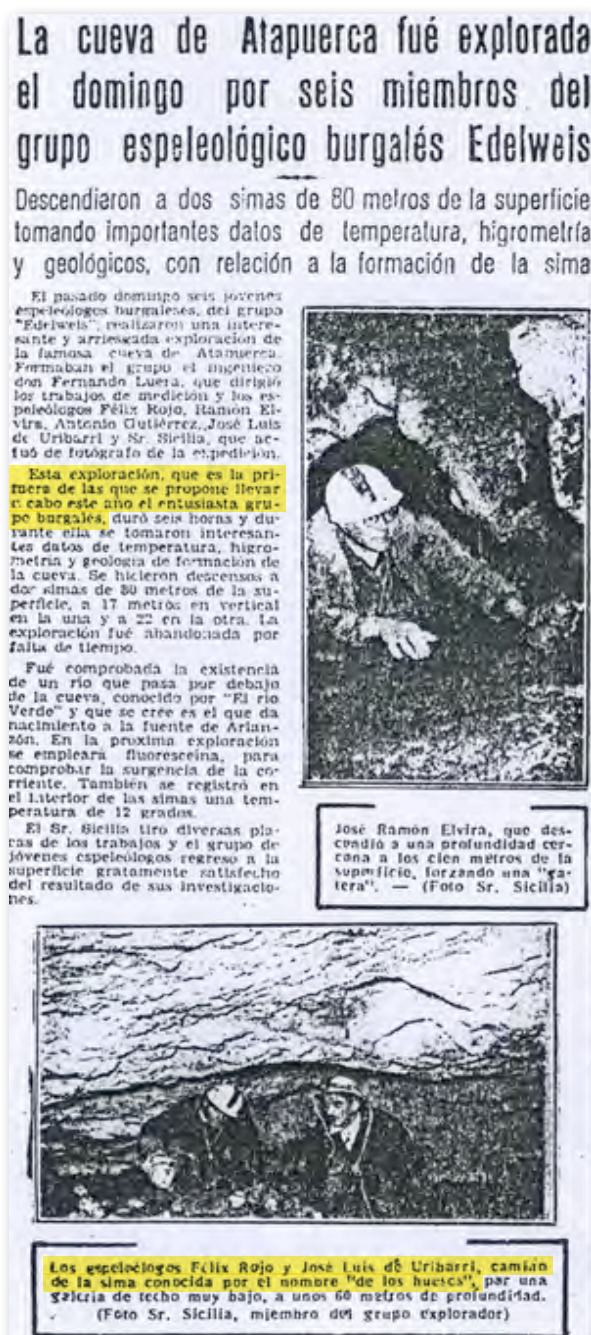 La cueva de Atapuerca fué explorada
el domingo por seis miembros del
grupo espeleológico burgalés Edelweis
Descendieron a dos simas de 80 metros de la superficie
tomando importantes datos de temperatura, higrometría
y geológicos, con relación a la formación de la sima
El pasado domingo seis jóvenes
espeleólogos burgaleses, del grupo
"Edelweis", realizaron una intere-
sante y arriesgada exploración de
la famosa cueva de Atapuerca.
Formaban el grupo el ingeniero
don Fernando Luera, que dirigió
los trabajos de medición y los es-
peleólogos Félix Rojo, Ramón El-
vira, Antonio Gutiérrez, José Luis
de Uribarri y Sr. Sicilia, que ac-
tuó de fotógrafo de la expedición.
Esta exploración, que es la pri-
mera de las que se propone llevar
a cabo este año el entusiasta gru-
po burgalés, duró seis horas y du-
rante ella se tomaron interesan-
tes datos de temperatura, higro-
metría y geología de formación de
la cueva. Se hicieron descensos a
dos simas de 80 metros de la su-
perficie, a 17 metros en vertical
en la una y a 22 en la otra. La
exploración fué abandonada por
falta de tiempo.
Fué comprobada la existencia
de un río que pasa por debajo
de la cueva, conocido por "El río
Verde" y que se cree es el que da
nacimiento a la fuente de Arlan-
zón. En la próxima exploración
se empleará fluoresceína, para
comprobar la surgencia de la co-
rriente. También se registró en
el interior de las simas una tem-
peratura de 12 grados.
El Sr. Sicilia tiró diversas pla-
cas de los trabajos y el grupo de
jóvenes espeleólogos regresó a la
superficie gratamente satisfecho
del resultado de sus investigacio-
nes.
José Ramón Elvira, que des-
cendió a una profundidad cer-
cana a los cien metros de la
superficie, forzando una "ga-
tera". — (Foto Sr. Sicilia)
Los espeleólogos Félix Rojo y José Luis de Uribarri, camino
de la sima conocida por el nombre "de los huesos", por una
galería de techo muy bajo, a unos 60 metros de profundidad.
(Foto Sr. Sicilia, miembro del grupo explorador)